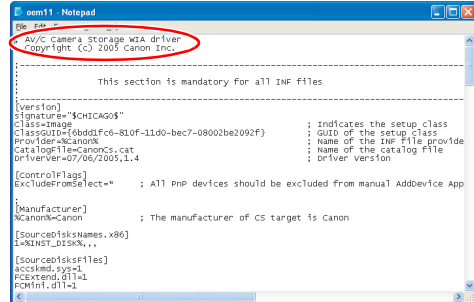 oem11 - Notepad
File Edit
; AV/C Camera Storage WIA driver
; Copyright (c) 2005 Canon Inc.
;
;
This section is mandatory for all INF files
;
;
[Version]
signature="$CHICAGO$"
Class=Image ; Indicates the setup class
ClassGUID={6bdd1fc6-810f-11d0-bec7-08002be2092f} ; GUID of the setup class
Provider=%Canon% ; Name of the INF file provide
CatalogFile=CanonCs.cat ; Name of the catalog file
DriverVer=07/06/2005,1.4 ; Driver Version
[ControlFlags]
ExcludeFromSelect=* ; All PnP devices should be excluded from manual AddDevice App
;
[Manufacturer]
%Canon%=Canon ; The manufacturer of CS target is Canon
[SourceDisksNames.x86]
1=%INST_DISK%,,,
[SourceDisksFiles]
accskmd.sys=1
FCExtend.dll=1
FCMini.dll=1